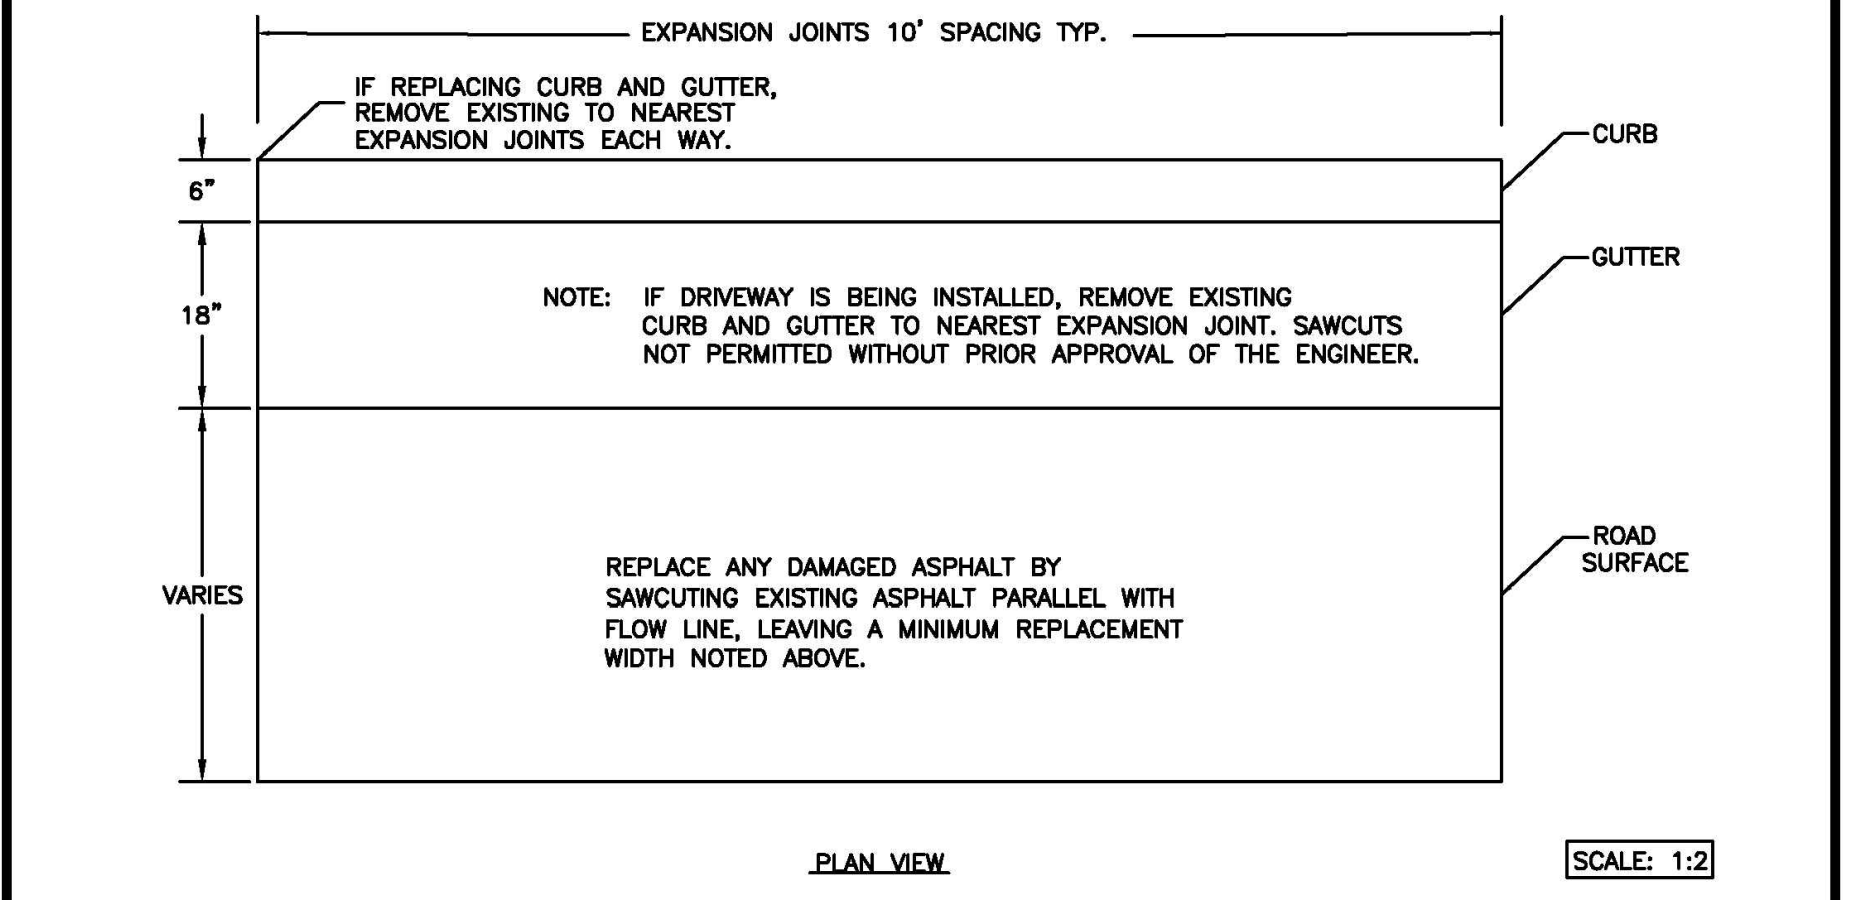 EXPANSION JOINTS 10' SPACING TYP.
IF REPLACING CURB AND GUTTER,
REMOVE EXISTING TO NEAREST
EXPANSION JOINTS EACH WAY.
CURB
6"
GUTTER
18"
NOTE: IF DRIVEWAY IS BEING INSTALLED, REMOVE EXISTING
CURB AND GUTTER TO NEAREST EXPANSION JOINT. SAWCUTS
NOT PERMITTED WITHOUT PRIOR APPROVAL OF THE ENGINEER.
ROAD
SURFACE
VARIES
REPLACE ANY DAMAGED ASPHALT BY
SAWCUTING EXISTING ASPHALT PARALLEL WITH
FLOW LINE, LEAVING A MINIMUM REPLACEMENT
WIDTH NOTED ABOVE.
PLAN VIEW
SCALE: 1:2